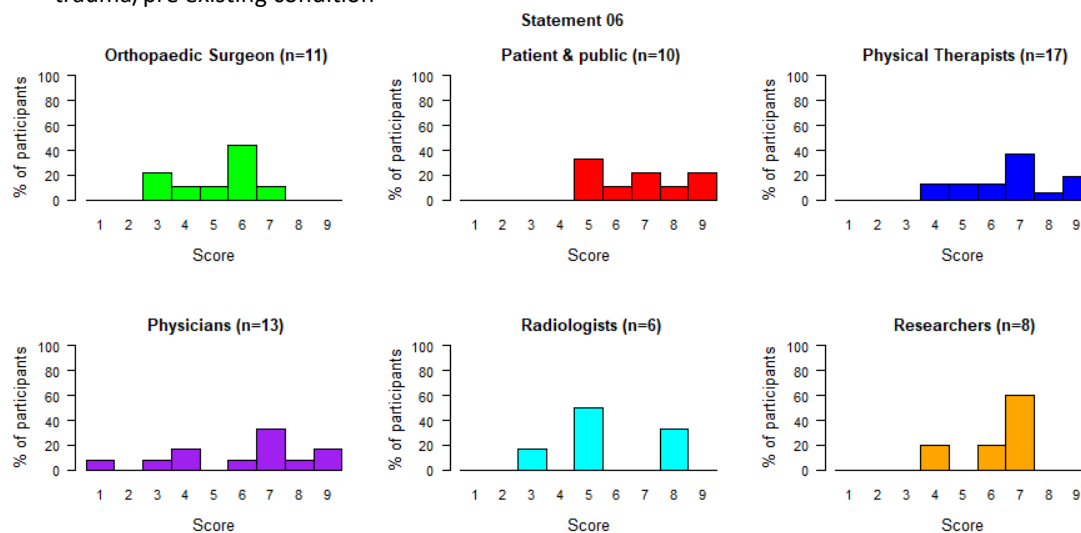 trauma/pre existing condition
Statement 06
Orthopaedic Surgeon (n=11)
100
80
60
40
20
0
% of participants
1 2 3 4 5 6 7 8 9
Score
Patient & public (n=10)
100
80
60
40
20
0
% of participants
1 2 3 4 5 6 7 8 9
Score
Physical Therapists (n=17)
100
80
60
40
20
0
% of participants
1 2 3 4 5 6 7 8 9
Score
Physicians (n=13)
100
80
60
40
20
0
% of participants
1 2 3 4 5 6 7 8 9
Score
Radiologists (n=6)
100
80
60
40
20
0
% of participants
1 2 3 4 5 6 7 8 9
Score
Researchers (n=8)
100
80
60
40
20
0
% of participants
1 2 3 4 5 6 7 8 9
Score